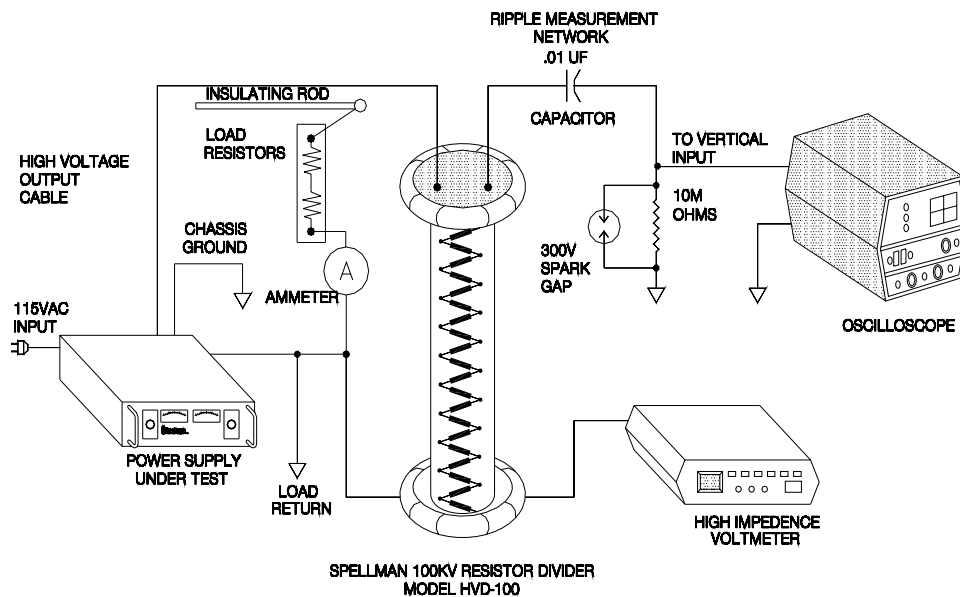 RIPPLE MEASUREMENT
NETWORK
.01 UF
CAPACITOR
INSULATING ROD
LOAD
RESISTORS
HIGH VOLTAGE
OUTPUT
CABLE
CHASSIS
GROUND
A
AMMETER
TO VERTICAL
INPUT
10M
OHMS
300V
SPARK
GAP
OSCILLOSCOPE
115VAC
INPUT
POWER SUPPLY
UNDER TEST
LOAD
RETURN
HIGH IMPEDENCE
VOLTMETER
SPELLMAN 100KV RESISTOR DIVIDER
MODEL HVD-100